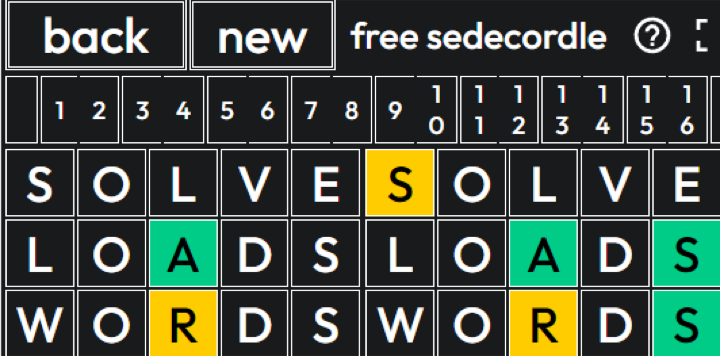 back new free sedecordle ?
1 2 3 4 5 6 7 8 9 10 11 12 13 14 15 16
S O L V E S O L V E
L O A D S L O A D S
W O R D S W O R D S